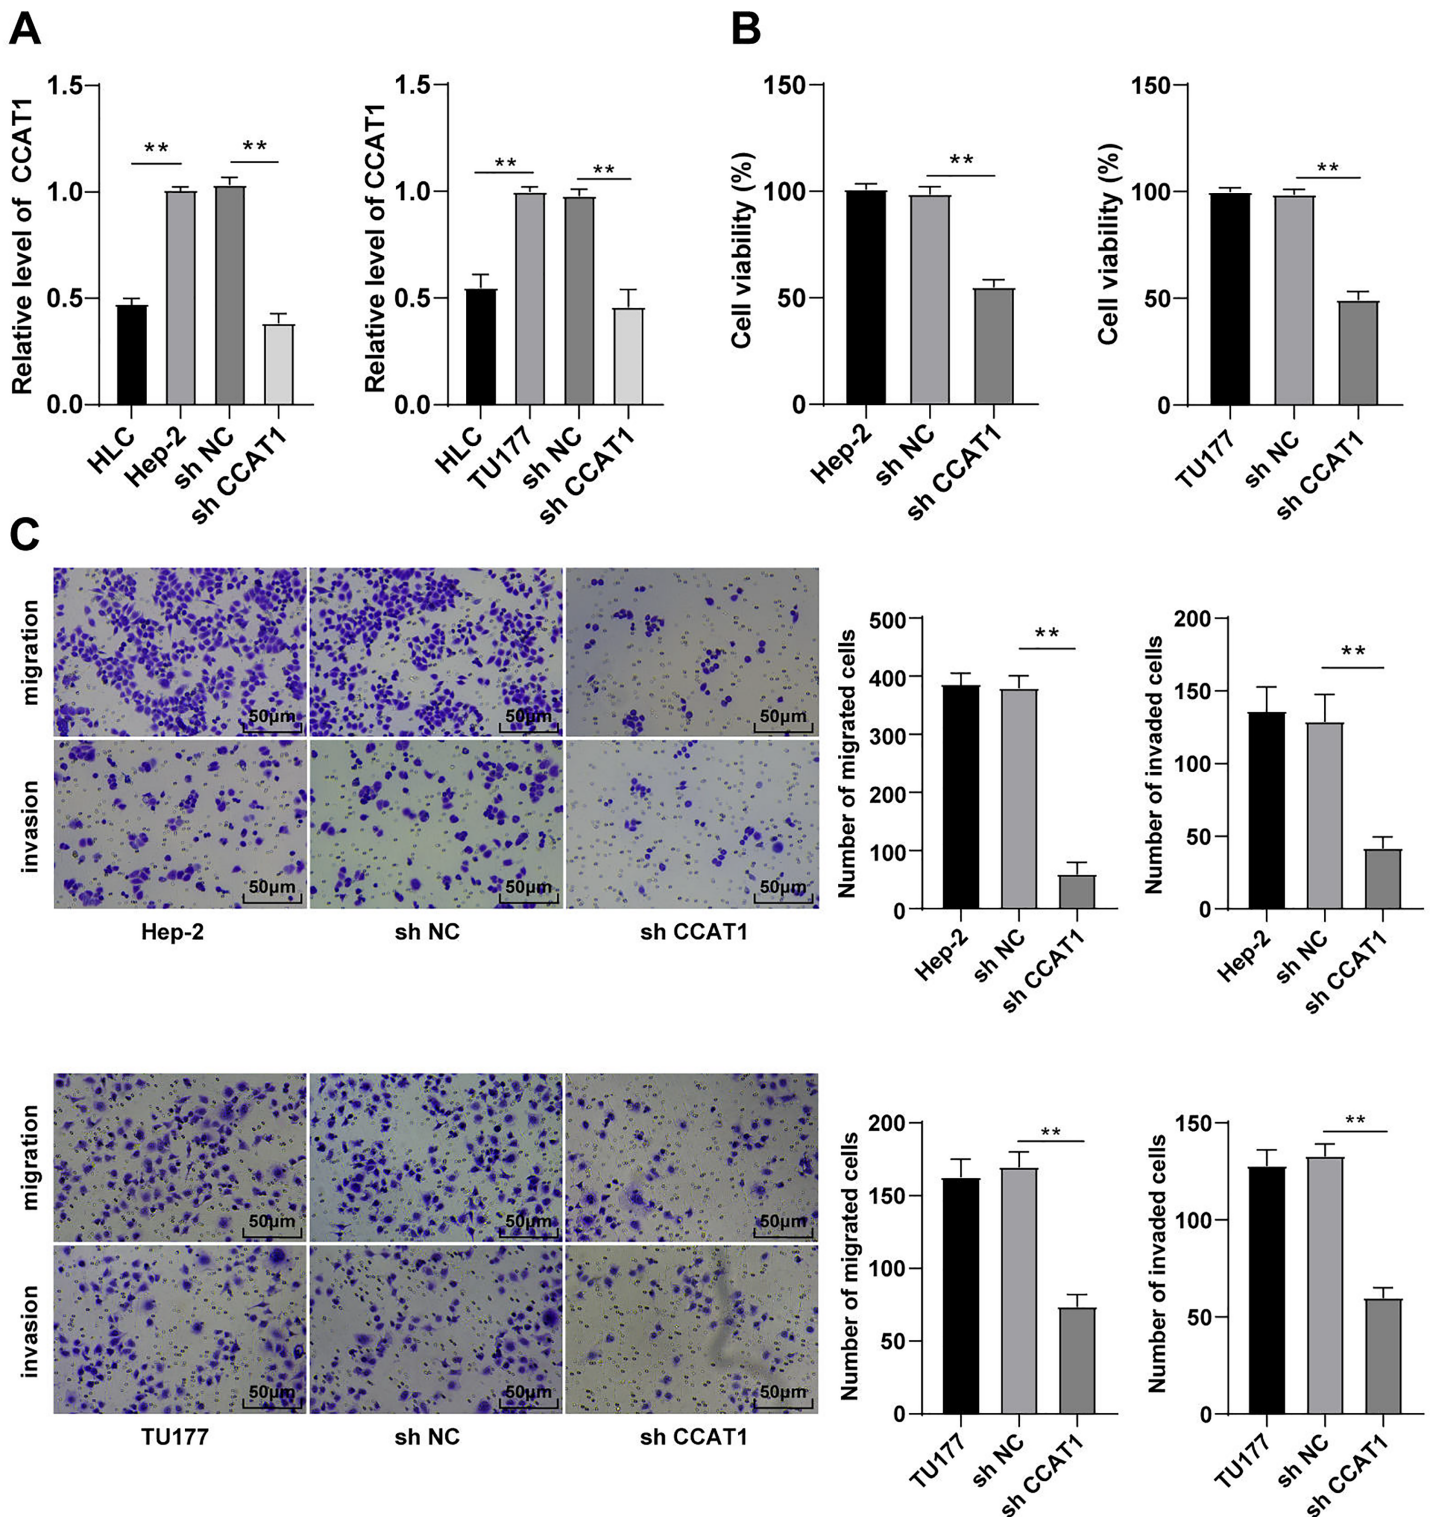 A
B
1.5
1.0
0.5
0.0
Relative level of CCAT1
**
**
HLC
Hep-2
sh NC
sh CCAT1
1.5
1.0
0.5
0.0
Relative level of CCAT1
**
**
HLC
TU177
sh NC
sh CCAT1
150
100
50
0
Cell viability (%)
**
Hep-2
sh NC
sh CCAT1
150
100
50
0
Cell viability (%)
**
TU177
sh NC
sh CCAT1
C
migration
50μm
50μm
50μm
invasion
50μm
50μm
50μm
Hep-2
sh NC
sh CCAT1
500
400
300
200
100
0
Number of migrated cells
**
Hep-2
sh NC
sh CCAT1
200
150
100
50
0
Number of invaded cells
**
Hep-2
sh NC
sh CCAT1
migration
50μm
50μm
50μm
invasion
50μm
50μm
50μm
TU177
sh NC
sh CCAT1
200
150
100
50
0
Number of migrated cells
**
TU177
sh NC
sh CCAT1
150
100
50
0
Number of invaded cells
**
TU177
sh NC
sh CCAT1